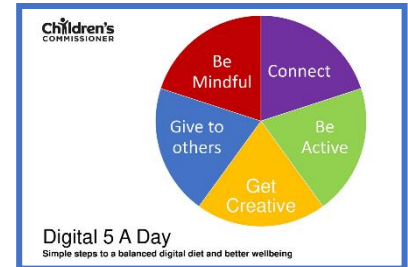 Children's
COMMISSIONER
Be
Mindful
Connect
Give to
others
Be
Active
Get
Creative
Digital 5 A Day
Simple steps to a balanced digital diet and better wellbeing